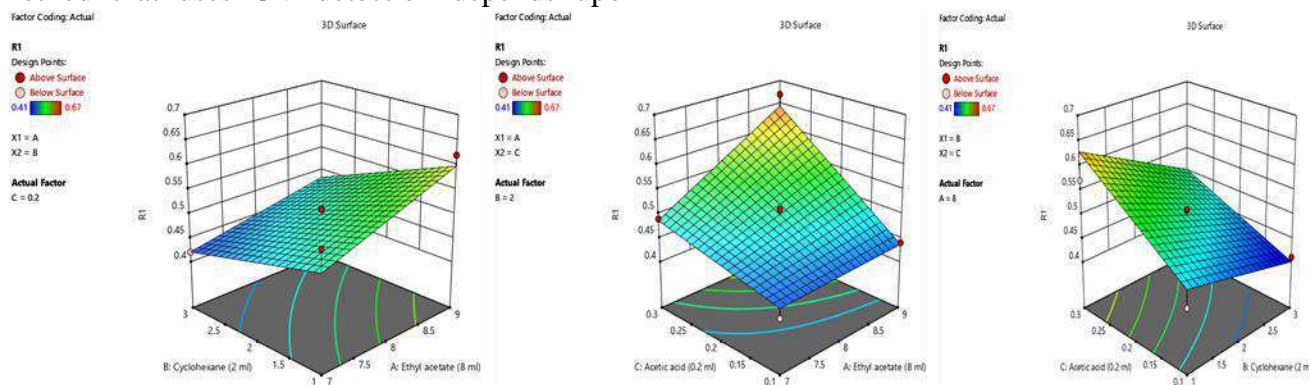 Factor Coding: Actual
3D Surface
R1
Design Points:
Above Surface
Below Surface
0.41 0.67
X1 = A
X2 = B
Actual Factor
C = 0.2
0.7
0.65
0.6
0.55
0.5
0.45
0.4
R1
3
2.5
2
1.5
1
9
8.5
8
7.5
7
B: Cyclohexane (2 ml)
A: Ethyl acetate (8 ml)
Factor Coding: Actual
3D Surface
R1
Design Points:
Above Surface
Below Surface
0.41 0.67
X1 = A
X2 = C
Actual Factor
B = 2
0.7
0.65
0.6
0.55
0.5
0.45
0.4
R1
0.3
0.25
0.2
0.15
0.1
9
8.5
8
7.5
7
C: Acetic acid (0.2 ml)
A: Ethyl acetate (8 ml)
Factor Coding: Actual
3D Surface
R1
Design Points:
Above Surface
Below Surface
0.41 0.67
X1 = B
X2 = C
Actual Factor
A = 8
0.7
0.65
0.6
0.55
0.5
0.45
0.4
R1
0.3
0.25
0.2
0.15
0.1
3
2.5
2
1.5
1
C: Acetic acid (0.2 ml)
B: Cyclohexane (2 m